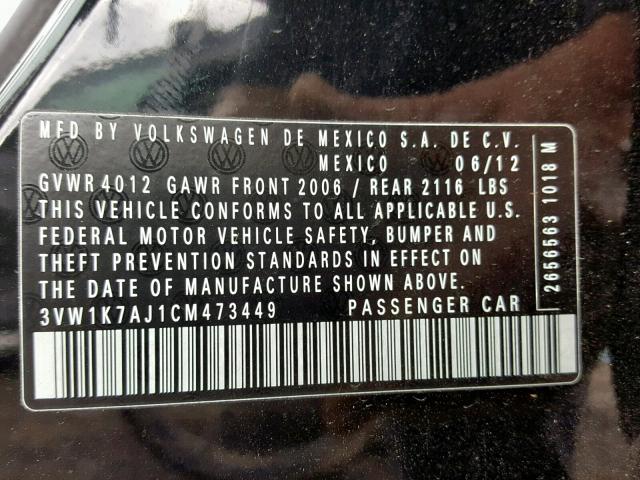 MFD BY VOLKSWAGEN DE MEXICO S.A. DE C.V.
MEXICO 06/12
GVWR 4012 GAWR FRONT 2006 / REAR 2116 LBS
THIS VEHICLE CONFORMS TO ALL APPLICABLE U.S.
FEDERAL MOTOR VEHICLE SAFETY, BUMPER AND
THEFT PREVENTION STANDARDS IN EFFECT ON
THE DATE OF MANUFACTURE SHOWN ABOVE.
3VW1K7AJ1CM473449 PASSENGER CAR
2656563 1018 M